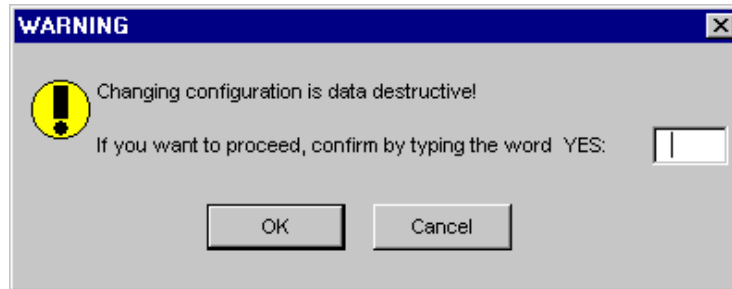 WARNING
Changing configuration is data destructive!
If you want to proceed, confirm by typing the word YES:
OK
Cancel